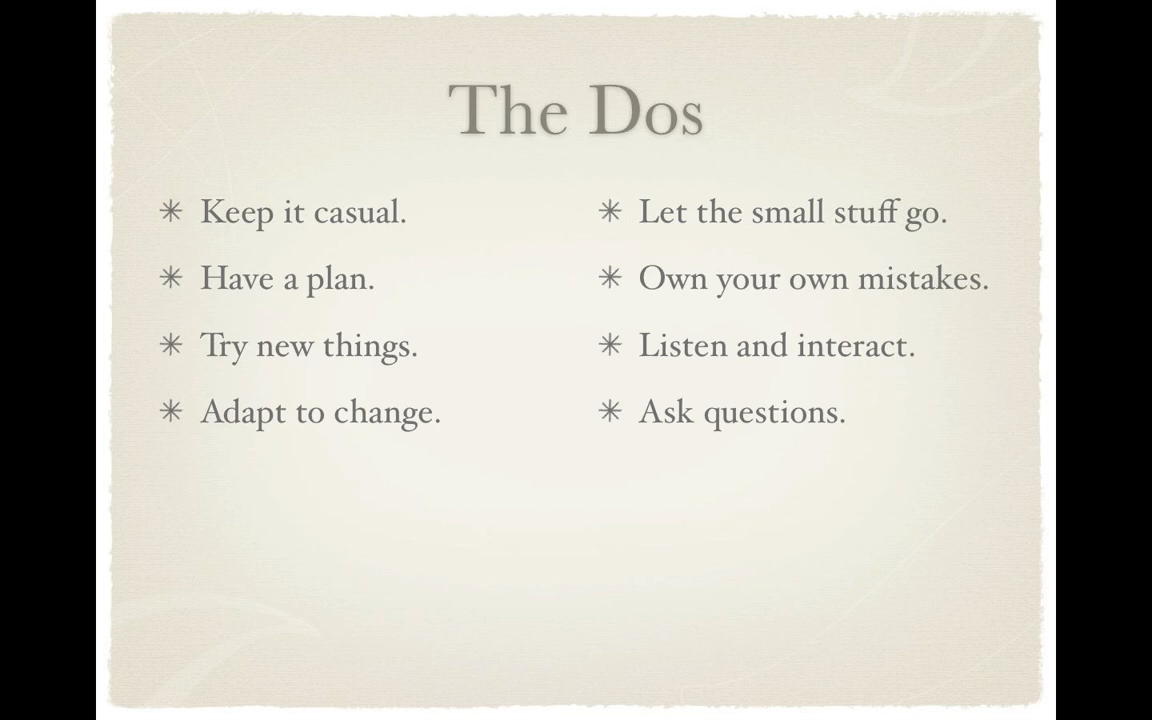 The Dos
Keep it casual.
Have a plan.
Try new things.
Adapt to change.
Let the small stuff go.
Own your own mistakes.
Listen and interact.
Ask questions.